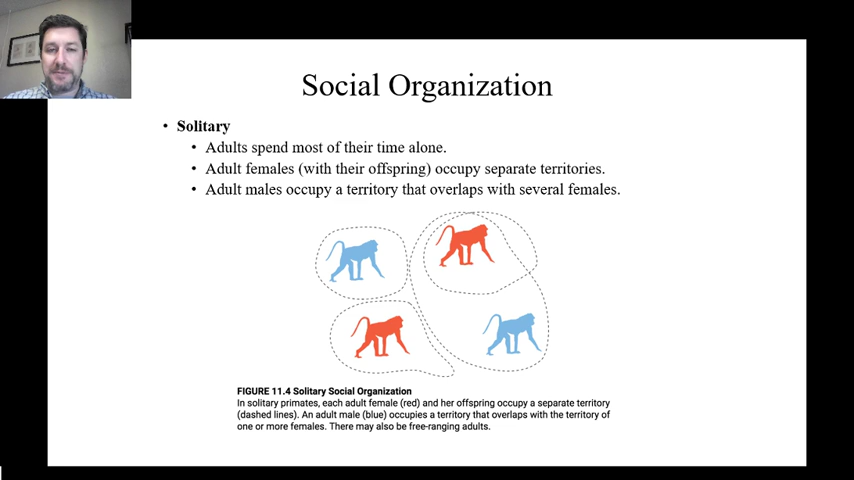 Social Organization
• Solitary
• Adults spend most of their time alone.
• Adult females (with their offspring) occupy separate territories.
• Adult males occupy a territory that overlaps with several females.
FIGURE 11.4 Solitary Social Organization
In solitary primates, each adult female (red) and her offspring occupy a separate territory
(dashed lines). An adult male (blue) occupies a territory that overlaps with the territory of
one or more females. There may also be free-ranging adults.